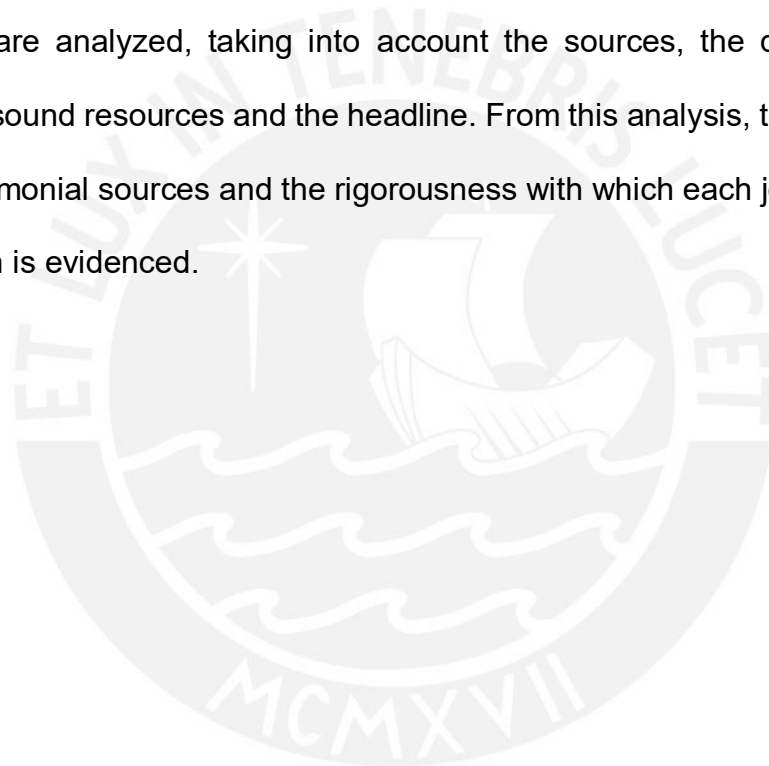 are analyzed, taking into account the sources, the
sound resources and the headline. From this analysis,
monial sources and the rigorousness with which each
is evidenced.
ET LUX IN TENEBRIS LUCET
MCMXVII